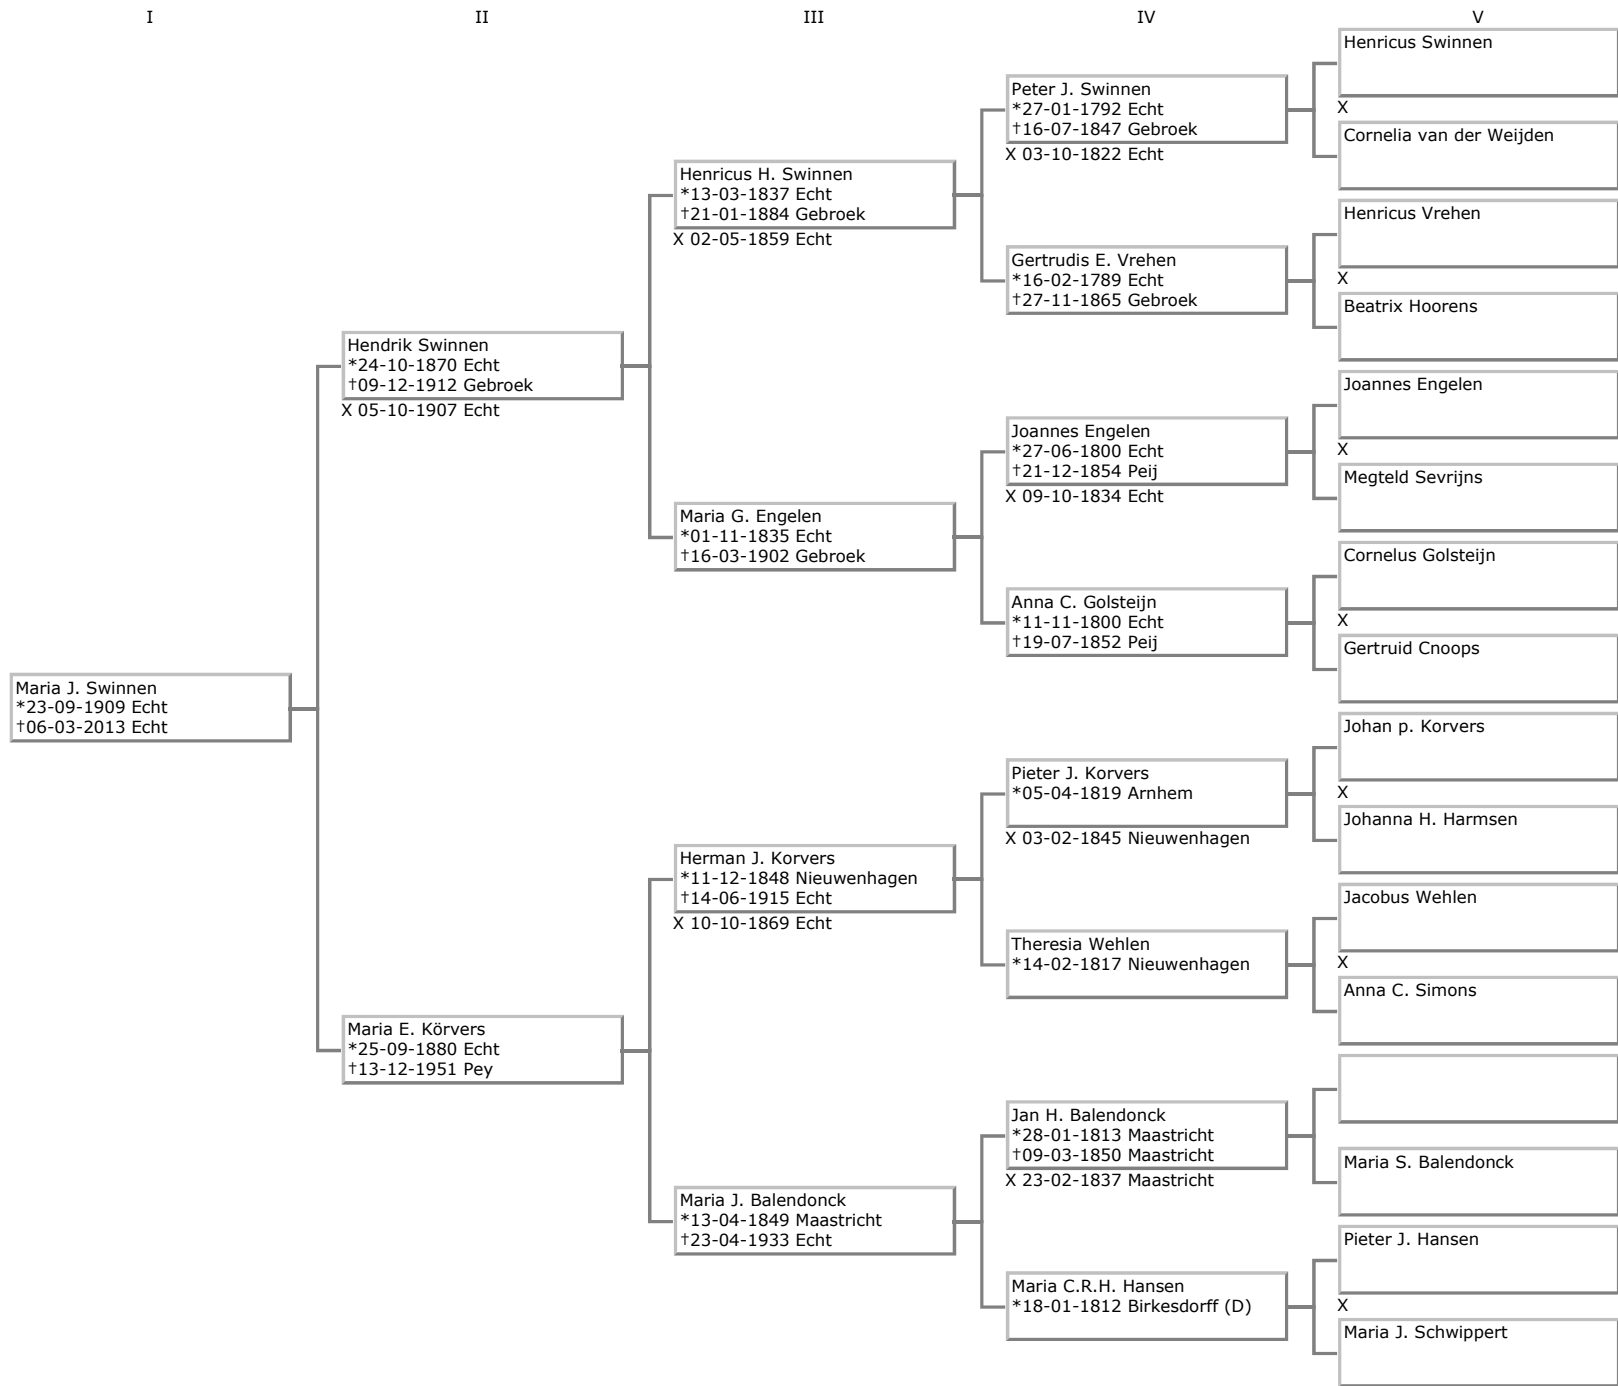 I
II
III
IV
V
Maria J. Swinnen
*23-09-1909 Echt
†06-03-2013 Echt
Hendrik Swinnen
*24-10-1870 Echt
†09-12-1912 Gebroek
X 05-10-1907 Echt
Maria E. Körvers
*25-09-1880 Echt
†13-12-1951 Pey
Henricus H. Swinnen
*13-03-1837 Echt
†21-01-1884 Gebroek
X 02-05-1859 Echt
Maria G. Engelen
*01-11-1835 Echt
†16-03-1902 Gebroek
Herman J. Korvers
*11-12-1848 Nieuwenhagen
†14-06-1915 Echt
X 10-10-1869 Echt
Maria J. Balendonck
*13-04-1849 Maastricht
†23-04-1933 Echt
Peter J. Swinnen
*27-01-1792 Echt
†16-07-1847 Gebroek
X 03-10-1822 Echt
Gertrudis E. Vrehen
*16-02-1789 Echt
†27-11-1865 Gebroek
Joannes Engelen
*27-06-1800 Echt
†21-12-1854 Peij
X 09-10-1834 Echt
Anna C. Golsteijn
*11-11-1800 Echt
†19-07-1852 Peij
Pieter J. Korvers
*05-04-1819 Arnhem
X 03-02-1845 Nieuwenhagen
Theresia Wehlen
*14-02-1817 Nieuwenhagen
Jan H. Balendonck
*28-01-1813 Maastricht
†09-03-1850 Maastricht
X 23-02-1837 Maastricht
Maria C.R.H. Hansen
*18-01-1812 Birkesdorff (D)
Henricus Swinnen
X
Cornelia van der Weijden
Henricus Vrehen
X
Beatrix Hoorens
Joannes Engelen
X
Megteld Sevrijns
Cornelus Golsteijn
X
Gertruid Cnoops
Johan p. Korvers
X
Johanna H. Harmsen
Jacobus Wehlen
X
Anna C. Simons
Maria S. Balendonck
Pieter J. Hansen
X
Maria J. Schwippert